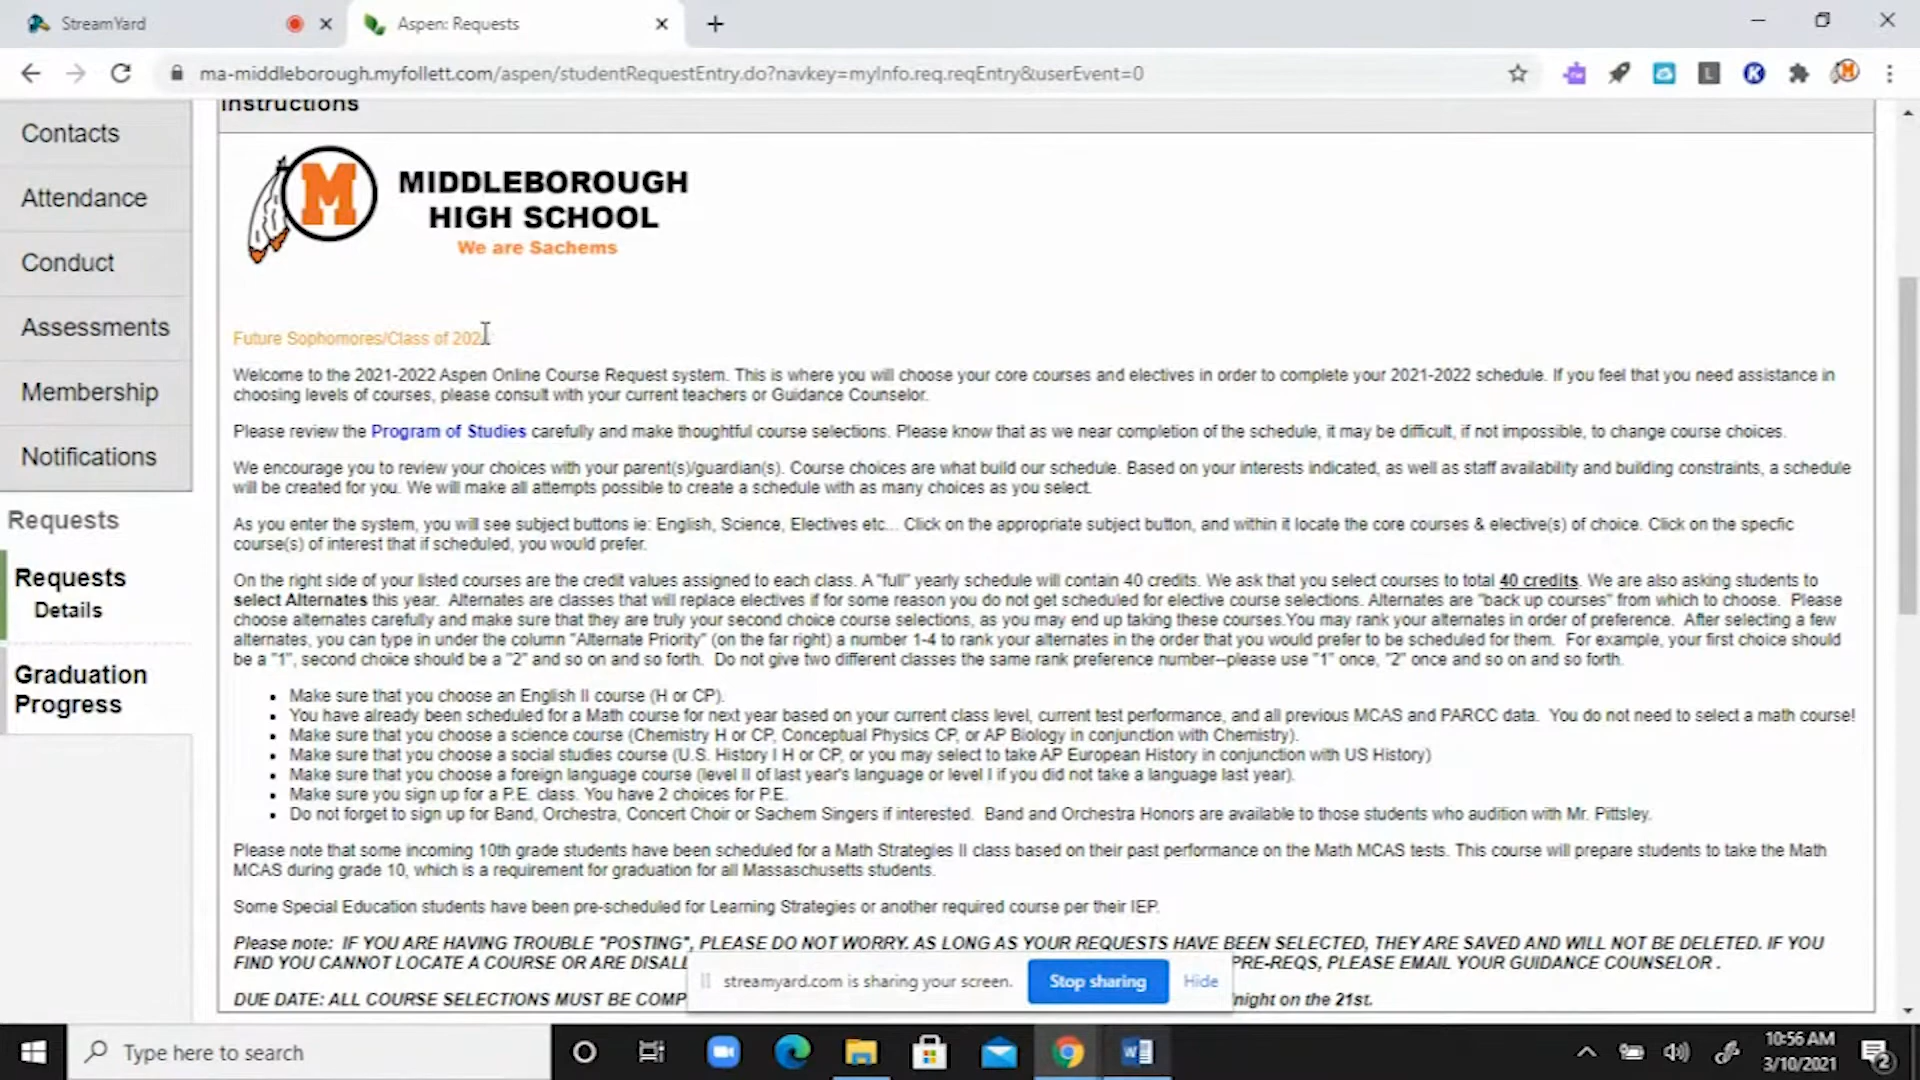 StreamYard
Aspen: Requests
ma-middleborough.myfollett.com/aspen/studentRequestEntry.do?navkey=myInfo.req.reqEntry&userEvent=0
Instructions
Contacts
Attendance
Conduct
Assessments
Membership
Notifications
Requests
Requests
Details
Graduation
Progress
M
MIDDLEBOROUGH
HIGH SCHOOL
We are Sachems
Future Sophomores/Class of 202
Welcome to the 2021-2022 Aspen Online Course Request system. This is where you will choose your core courses and electives in order to complete your 2021-2022 schedule. If you feel that you need assistance in
choosing levels of courses, please consult with your current teachers or Guidance Counselor.
Please review the Program of Studies carefully and make thoughtful course selections. Please know that as we near completion of the schedule, it may be difficult, if not impossible, to change course choices.
We encourage you to review your choices with your parent(s)/guardian(s). Course choices are what build our schedule. Based on your interests indicated, as well as staff availability and building constraints, a schedule
will be created for you. We will make all attempts possible to create a schedule with as many choices as you select.
As you enter the system, you will see subject buttons ie: English, Science, Electives etc... Click on the appropriate subject button, and within it locate the core courses & elective(s) of choice. Click on the specfic
course(s) of interest that if scheduled, you would prefer.
On the right side of your listed courses are the credit values assigned to each class. A "full" yearly schedule will contain 40 credits. We ask that you select courses to total 40 credits. We are also asking students to
select Alternates this year. Alternates are classes that will replace electives if for some reason you do not get scheduled for elective course selections. Alternates are "back up courses" from which to choose. Please
choose alternates carefully and make sure that they are truly your second choice course selections, as you may end up taking these courses.You may rank your alternates in order of preference. After selecting a few
alternates, you can type in under the column "Alternate Priority" (on the far right) a number 1-4 to rank your alternates in the order that you would prefer to be scheduled for them. For example, your first choice should
be a "1", second choice should be a "2" and so on and so forth. Do not give two different classes the same rank preference number--please use "1" once, "2" once and so on and so forth.
• Make sure that you choose an English II course (H or CP).
• You have already been scheduled for a Math course for next year based on your current class level, current test performance, and all previous MCAS and PARCC data. You do not need to select a math course!
• Make sure that you choose a science course (Chemistry H or CP, Conceptual Physics CP, or AP Biology in conjunction with Chemistry).
• Make sure that you choose a social studies course (U.S. History I H or CP, or you may select to take AP European History in conjunction with US History)
• Make sure that you choose a foreign language course (level II of last year's language or level I if you did not take a language last year).
• Make sure you sign up for a P.E. class. You have 2 choices for P.E.
• Do not forget to sign up for Band, Orchestra, Concert Choir or Sachem Singers if interested. Band and Orchestra Honors are available to those students who audition with Mr. Pittsley.
Please note that some incoming 10th grade students have been scheduled for a Math Strategies II class based on their past performance on the Math MCAS tests. This course will prepare students to take the Math
MCAS during grade 10, which is a requirement for graduation for all Massachusetts students.
Some Special Education students have been pre-scheduled for Learning Strategies or another required course per their IEP.
Please note: IF YOU ARE HAVING TROUBLE "POSTING", PLEASE DO NOT WORRY. AS LONG AS YOUR REQUESTS HAVE BEEN SELECTED, THEY ARE SAVED AND WILL NOT BE DELETED. IF YOU
FIND YOU CANNOT LOCATE A COURSE OR ARE DISALL PRE-REQS, PLEASE EMAIL YOUR GUIDANCE COUNSELOR .
DUE DATE: ALL COURSE SELECTIONS MUST BE COMP night on the 21st.
streamyard.com is sharing your screen. Stop sharing Hide
Type here to search
10:56 AM
3/10/2021
2